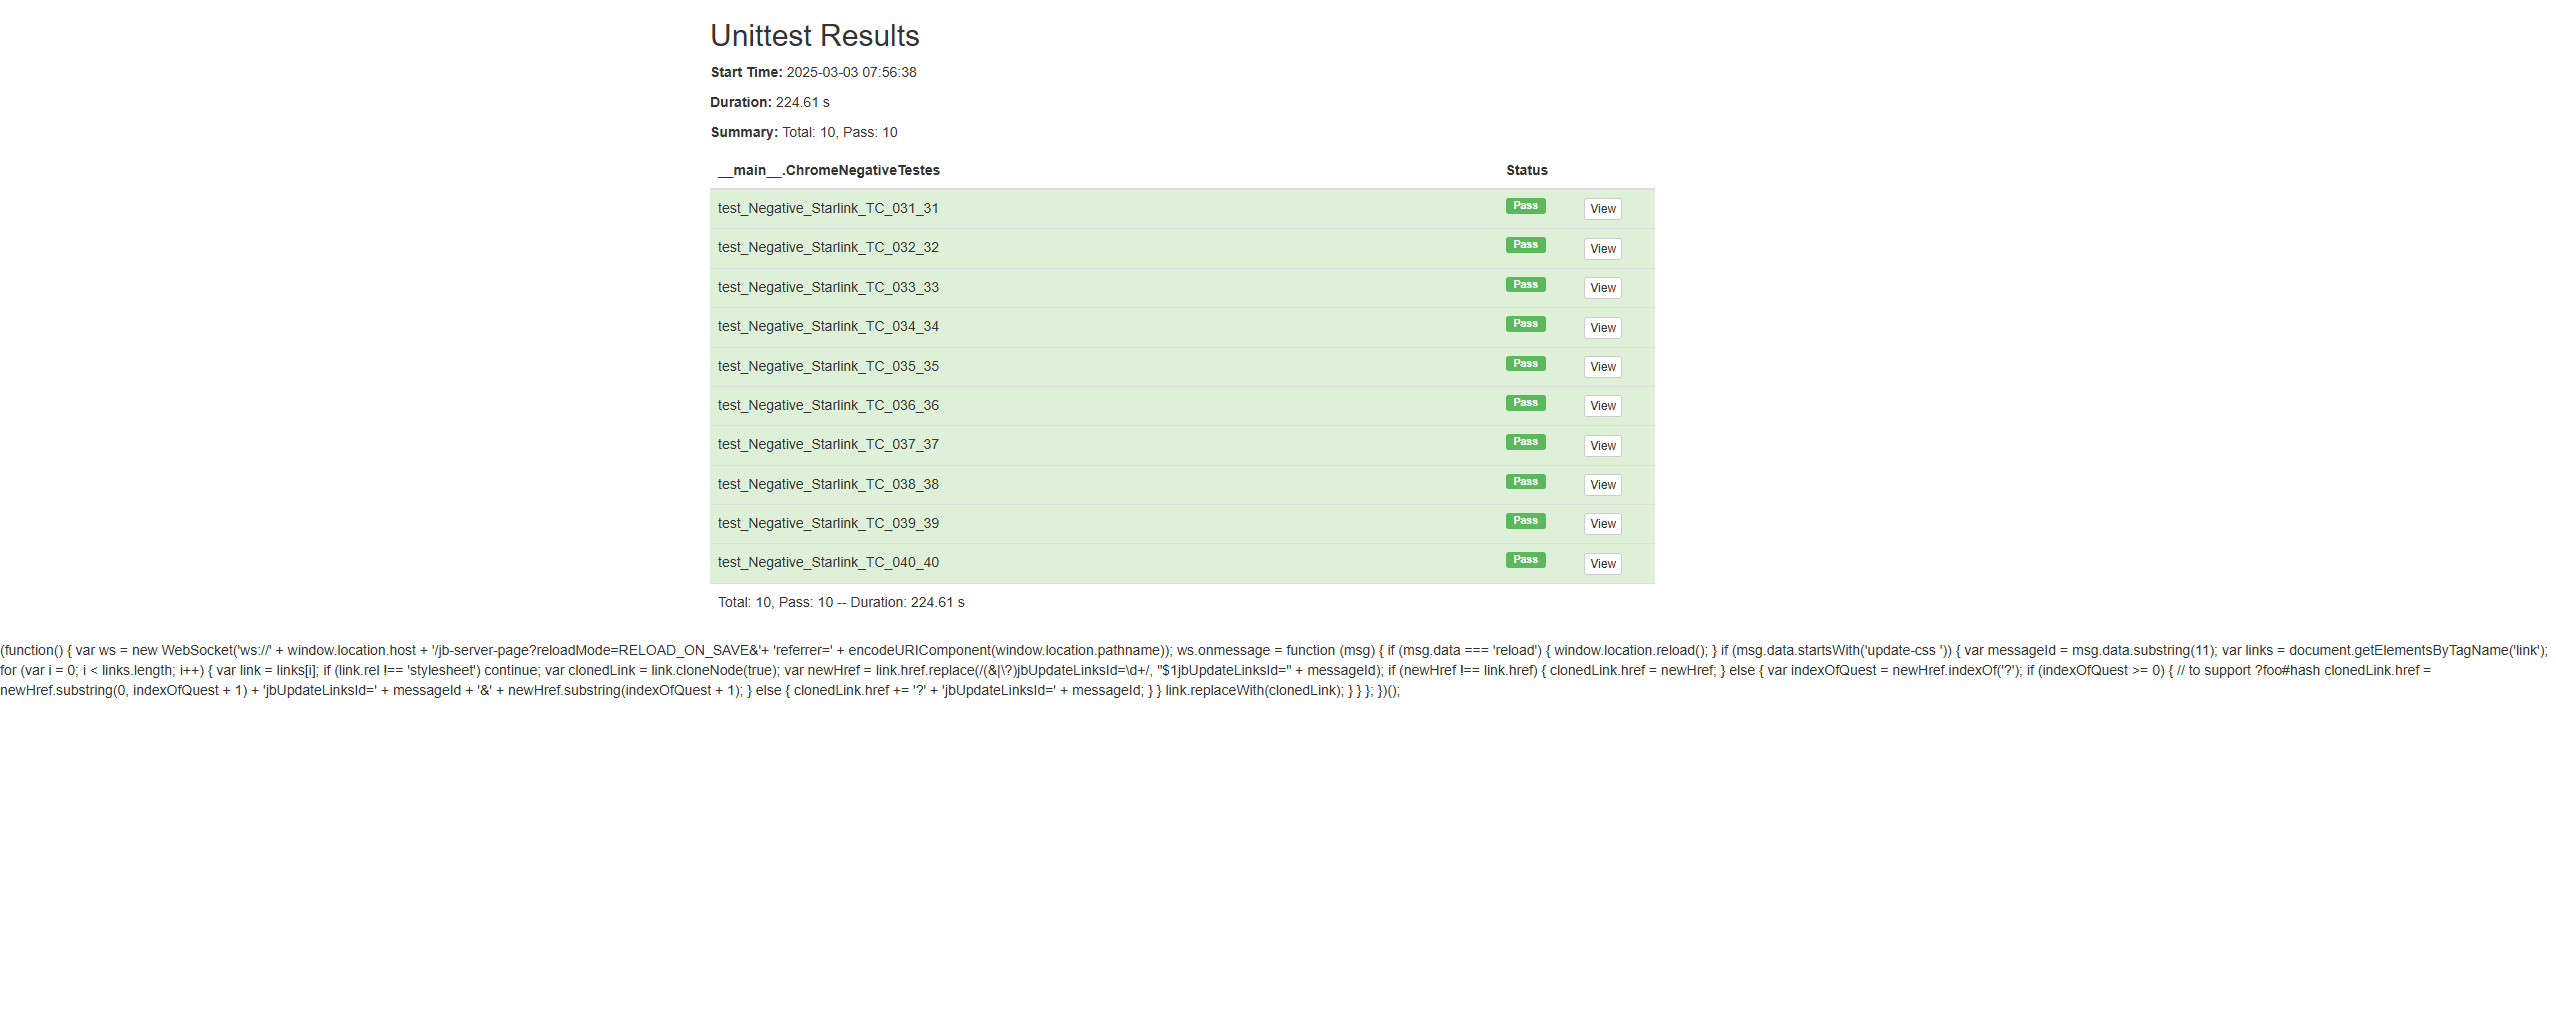 Unittest Results
Start Time: 2025-03-03 07:56:38
Duration: 224.61 s
Summary: Total: 10, Pass: 10
__main__.ChromeNegativeTestes Status
test_Negative_Starlink_TC_031_31 Pass View
test_Negative_Starlink_TC_032_32 Pass View
test_Negative_Starlink_TC_033_33 Pass View
test_Negative_Starlink_TC_034_34 Pass View
test_Negative_Starlink_TC_035_35 Pass View
test_Negative_Starlink_TC_036_36 Pass View
test_Negative_Starlink_TC_037_37 Pass View
test_Negative_Starlink_TC_038_38 Pass View
test_Negative_Starlink_TC_039_39 Pass View
test_Negative_Starlink_TC_040_40 Pass View
Total: 10, Pass: 10 -- Duration: 224.61 s
(function() { var ws = new WebSocket('ws://' + window.location.host + '/jb-server-page?reloadMode=RELOAD_ON_SAVE&'+ 'referrer=' + encodeURIComponent(window.location.pathname)); ws.onmessage = function (msg) { if (msg.data === 'reload') { window.location.reload(); } if (msg.data.startsWith('update-css ')) { var messageId = msg.data.substring(11); var links = document.getElementsByTagName('link');
for (var i = 0; i < links.length; i++) { var link = links[i]; if (link.rel !== 'stylesheet') continue; var clonedLink = link.cloneNode(true); var newHref = link.href.replace(/(&|\?)jbUpdateLinksId=\d+/, "$1jbUpdateLinksId=" + messageId); if (newHref !== link.href) { clonedLink.href = newHref; } else { var indexOfQuest = newHref.indexOf('?'); if (indexOfQuest >= 0) { // to support ?foo#hash clonedLink.href =
newHref.substring(0, indexOfQuest + 1) + 'jbUpdateLinksId=' + messageId + '&' + newHref.substring(indexOfQuest + 1); } else { clonedLink.href += '?' + 'jbUpdateLinksId=' + messageId; } } link.replaceWith(clonedLink); } } }; })();